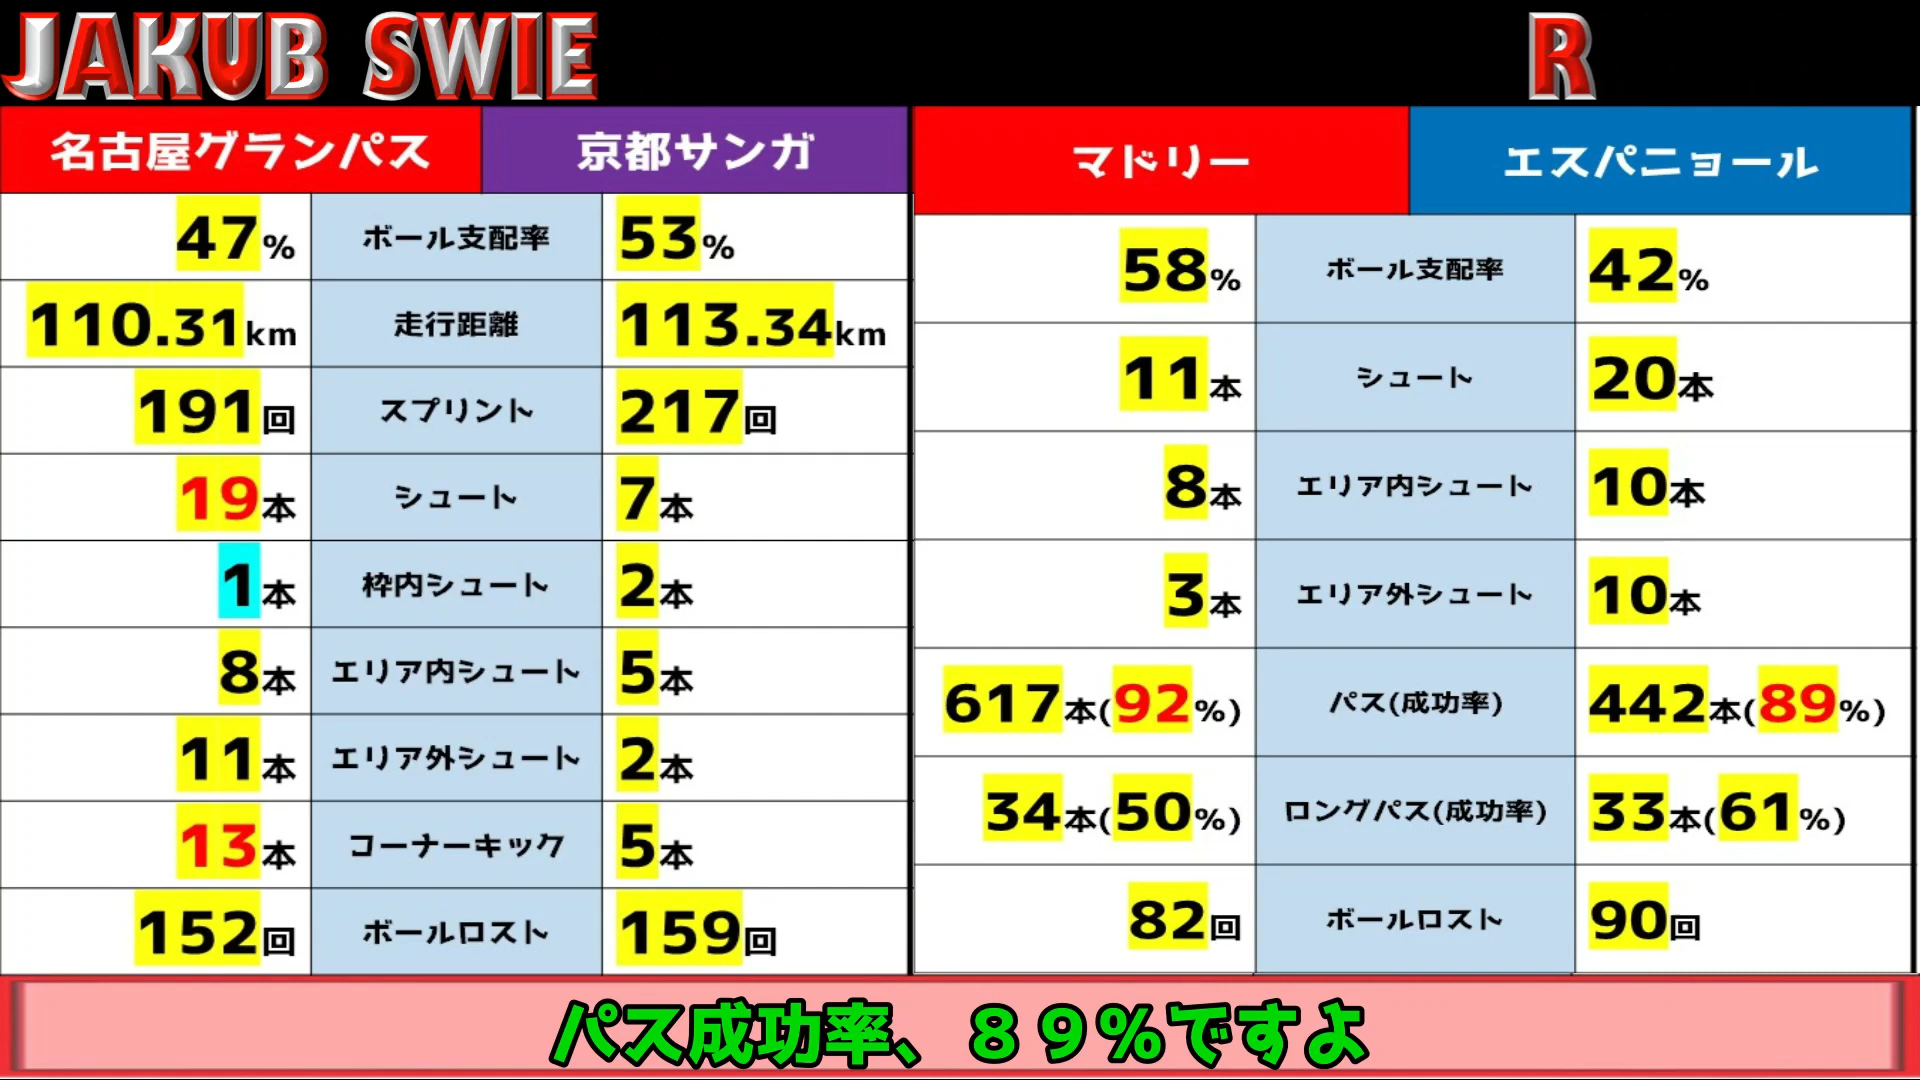 JAKUB SWIE R
名古屋グランパス 京都サンガ
47% ボール支配率 53%
110.31km 走行距離 113.34km
191回 スプリント 217回
19本 シュート 7本
1本 枠内シュート 2本
8本 エリア内シュート 5本
11本 エリア外シュート 2本
13本 コーナーキック 5本
152回 ボールロスト 159回
マドリー エスパニョール
58% ボール支配率 42%
11本 シュート 20本
8本 エリア内シュート 10本
3本 エリア外シュート 10本
617本(92%) パス(成功率) 442本(89%)
34本(50%) ロングパス(成功率) 33本(61%)
82回 ボールロスト 90回
パス成功率、８９％ですよ